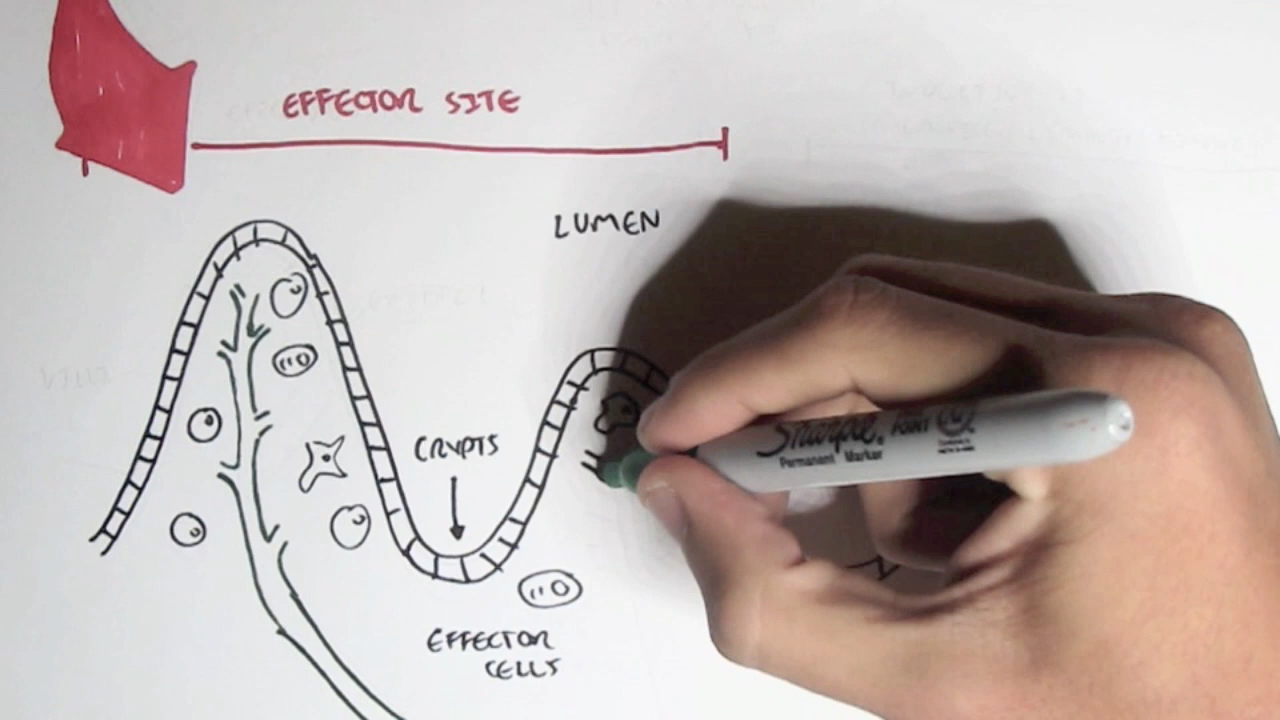 EFFECTOR SITE
LUMEN
CRYPTS
EFFECTOR
CELLS
Sharpie
Permanent Marker